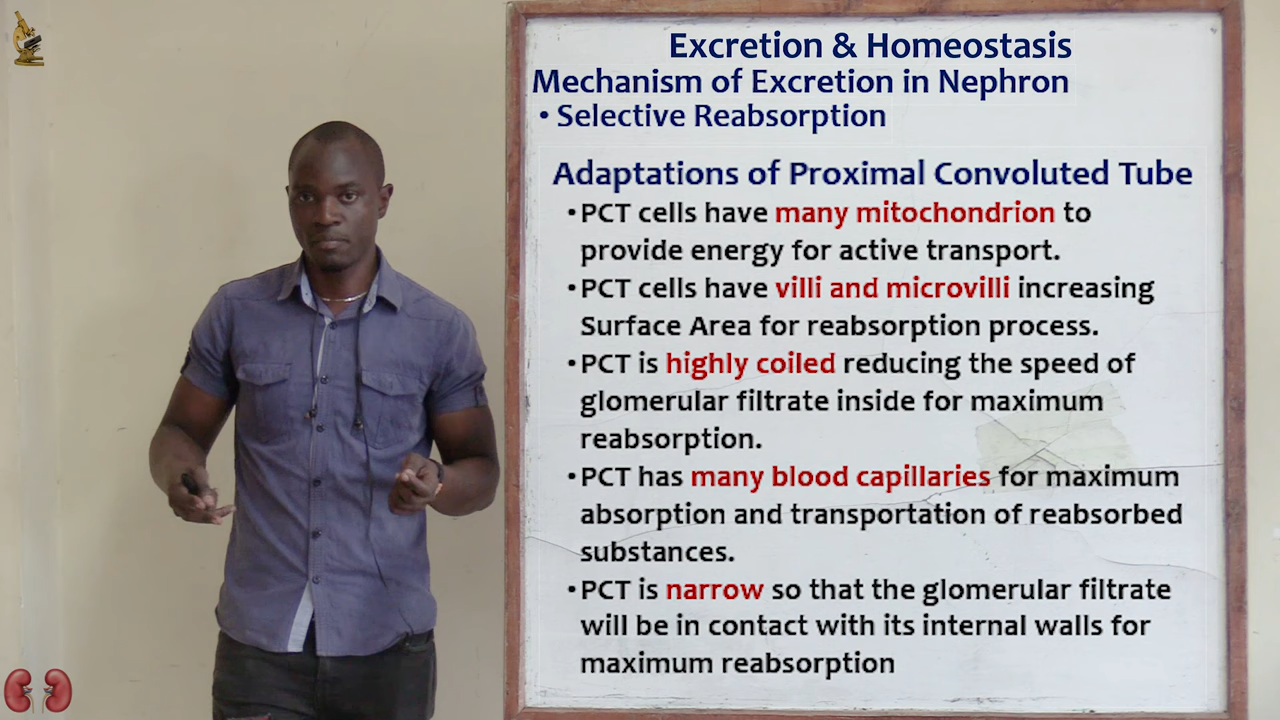 Excretion & Homeostasis
Mechanism of Excretion in Nephron
• Selective Reabsorption
Adaptations of Proximal Convoluted Tube
• PCT cells have many mitochondrion to
provide energy for active transport.
• PCT cells have villi and microvilli increasing
Surface Area for reabsorption process.
• PCT is highly coiled reducing the speed of
glomerular filtrate inside for maximum
reabsorption.
• PCT has many blood capillaries for maximum
absorption and transportation of reabsorbed
substances.
• PCT is narrow so that the glomerular filtrate
will be in contact with its internal walls for
maximum reabsorption